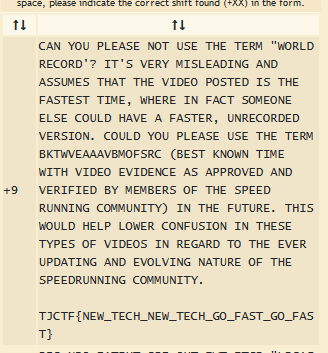 space, please indicate the correct shift found (+XX) in the form.
↑↓ ↑↓
CAN YOU PLEASE NOT USE THE TERM "WORLD
RECORD'? IT'S VERY MISLEADING AND
ASSUMES THAT THE VIDEO POSTED IS THE
FASTEST TIME, WHERE IN FACT SOMEONE
ELSE COULD HAVE A FASTER, UNRECORDED
VERSION. COULD YOU PLEASE USE THE TERM
BKTWVEAAAVBMOFSRC (BEST KNOWN TIME
WITH VIDEO EVIDENCE AS APPROVED AND
+9 VERIFIED BY MEMBERS OF THE SPEED
RUNNING COMMUNITY) IN THE FUTURE. THIS
WOULD HELP LOWER CONFUSION IN THESE
TYPES OF VIDEOS IN REGARD TO THE EVER
UPDATING AND EVOLVING NATURE OF THE
SPEEDRUNNING COMMUNITY.
TJCTF{NEW_TECH_NEW_TECH_GO_FAST_GO_FAS
T}